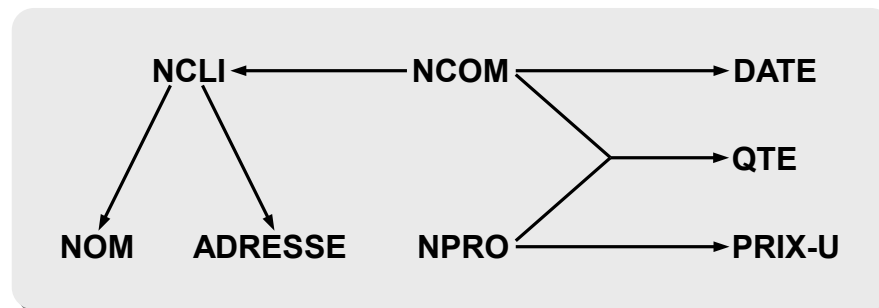 NCLI NCOM DATE
QTE
NOM ADRESSE NPRO PRIX-U